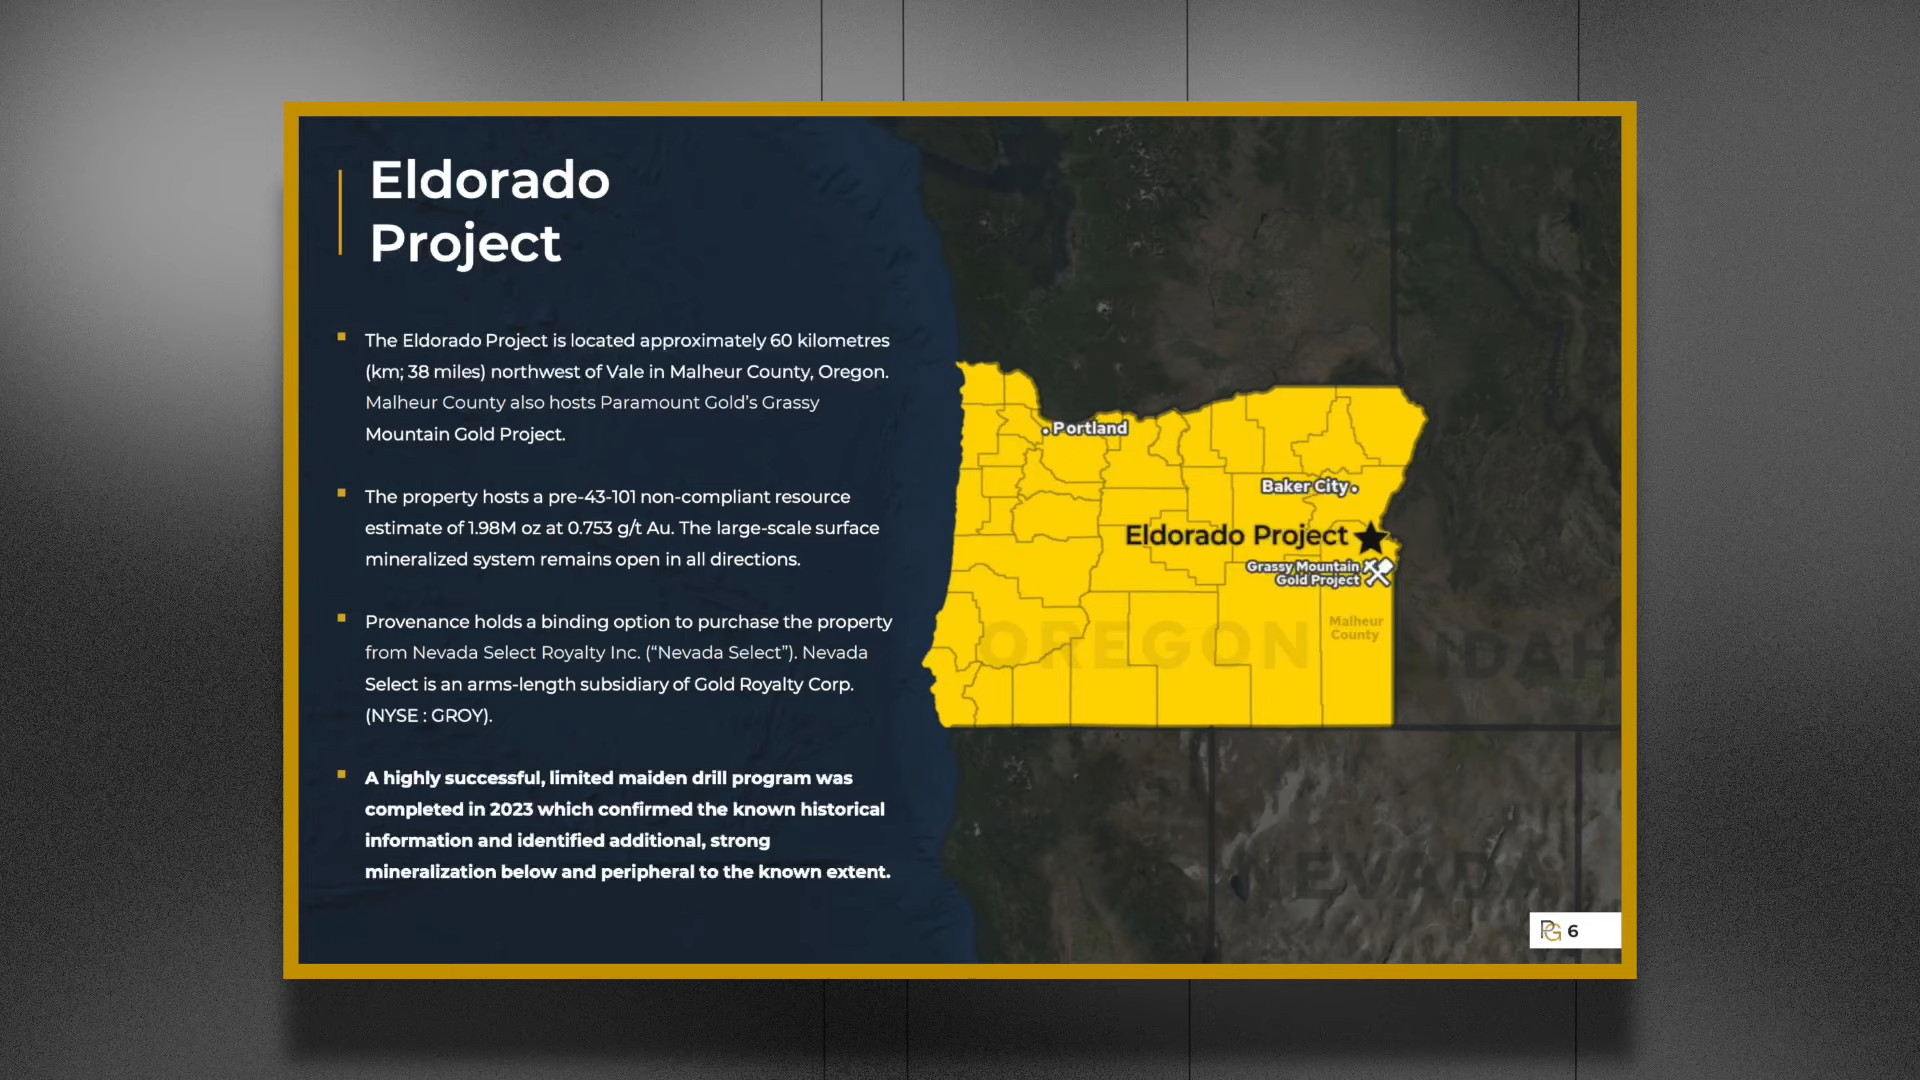 Eldorado
Project
The Eldorado Project is located approximately 60 kilometres
(km; 38 miles) northwest of Vale in Malheur County, Oregon.
Malheur County also hosts Paramount Gold’s Grassy
Mountain Gold Project.
The property hosts a pre-43-101 non-compliant resource
estimate of 1.98M oz at 0.753 g/t Au. The large-scale surface
mineralized system remains open in all directions.
Provenance holds a binding option to purchase the property
from Nevada Select Royalty Inc. (“Nevada Select”). Nevada
Select is an arms-length subsidiary of Gold Royalty Corp.
(NYSE : GROY).
A highly successful, limited maiden drill program was
completed in 2023 which confirmed the known historical
information and identified additional, strong
mineralization below and peripheral to the known extent.
Portland
Baker City
Eldorado Project
Grassy Mountain
Gold Project
Malheur
County
OREGON
IDAH
NEVADA
PG 6